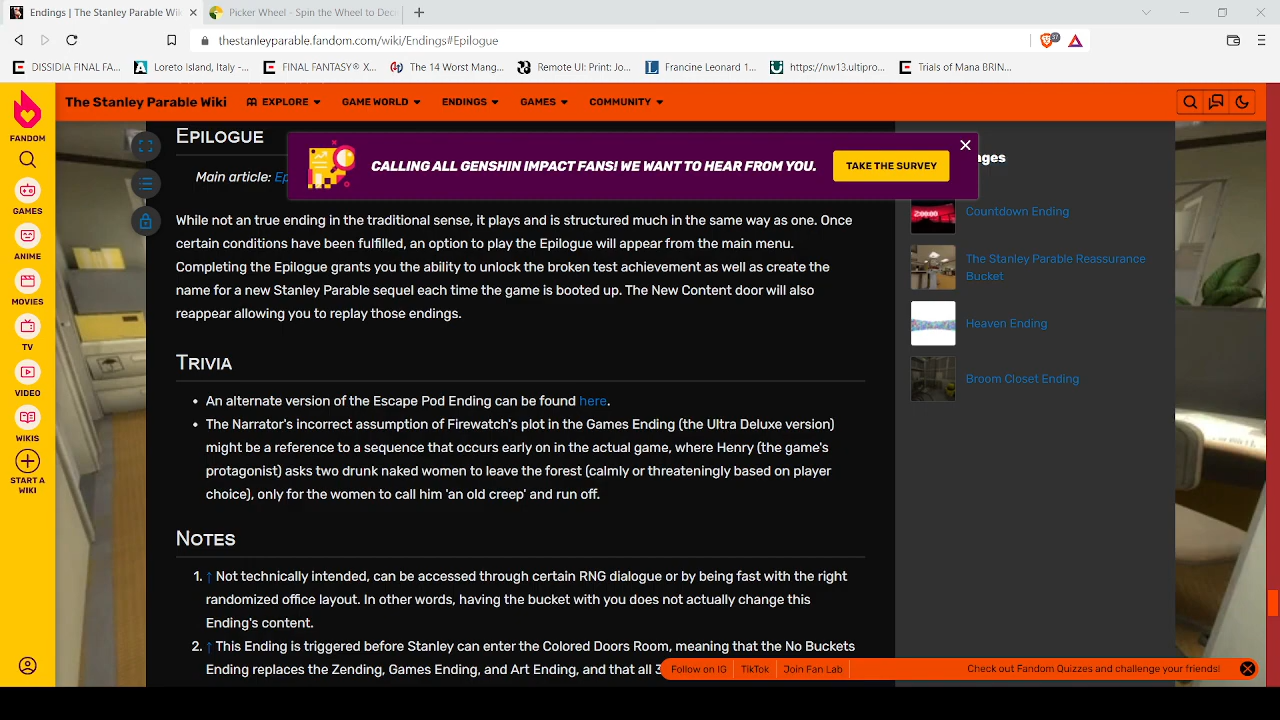 Endings | The Stanley Parable Wi
Picker Wheel - Spin the Wheel to Dec
thestanleyparable.fandom.com/wiki/Endings#Epilogue
37
DISSIDIA FINAL FA...
Loreto Island, Italy -...
FINAL FANTASY® X...
The 14 Worst Mang...
Remote UI: Print: Jo...
Francine Leonard 1...
https://nw13.ultipro...
Trials of Mana BRIN...
FANDOM
The Stanley Parable Wiki
EXPLORE
GAME WORLD
ENDINGS
GAMES
COMMUNITY
GAMES
ANIME
MOVIES
TV
VIDEO
WIKIS
START A
WIKI
CALLING ALL GENSHIN IMPACT FANS! WE WANT TO HEAR FROM YOU.
TAKE THE SURVEY
EPILOGUE
Main article: Ep
While not an true ending in the traditional sense, it plays and is structured much in the same way as one. Once
certain conditions have been fulfilled, an option to play the Epilogue will appear from the main menu.
Completing the Epilogue grants you the ability to unlock the broken test achievement as well as create the
name for a new Stanley Parable sequel each time the game is booted up. The New Content door will also
reappear allowing you to replay those endings.
TRIVIA
• An alternate version of the Escape Pod Ending can be found here.
• The Narrator's incorrect assumption of Firewatch's plot in the Games Ending (the Ultra Deluxe version)
might be a reference to a sequence that occurs early on in the actual game, where Henry (the game's
protagonist) asks two drunk naked women to leave the forest (calmly or threateningly based on player
choice), only for the women to call him 'an old creep' and run off.
NOTES
1. ↑ Not technically intended, can be accessed through certain RNG dialogue or by being fast with the right
randomized office layout. In other words, having the bucket with you does not actually change this
Ending's content.
2. ↑ This Ending is triggered before Stanley can enter the Colored Doors Room, meaning that the No Buckets
Ending replaces the Zending, Games Ending, and Art Ending, and that all 3
ages
2:00:00
Countdown Ending
The Stanley Parable Reassurance
Bucket
Heaven Ending
Broom Closet Ending
Follow on IG
TikTok
Join Fan Lab
Check out Fandom Quizzes and challenge your friends!